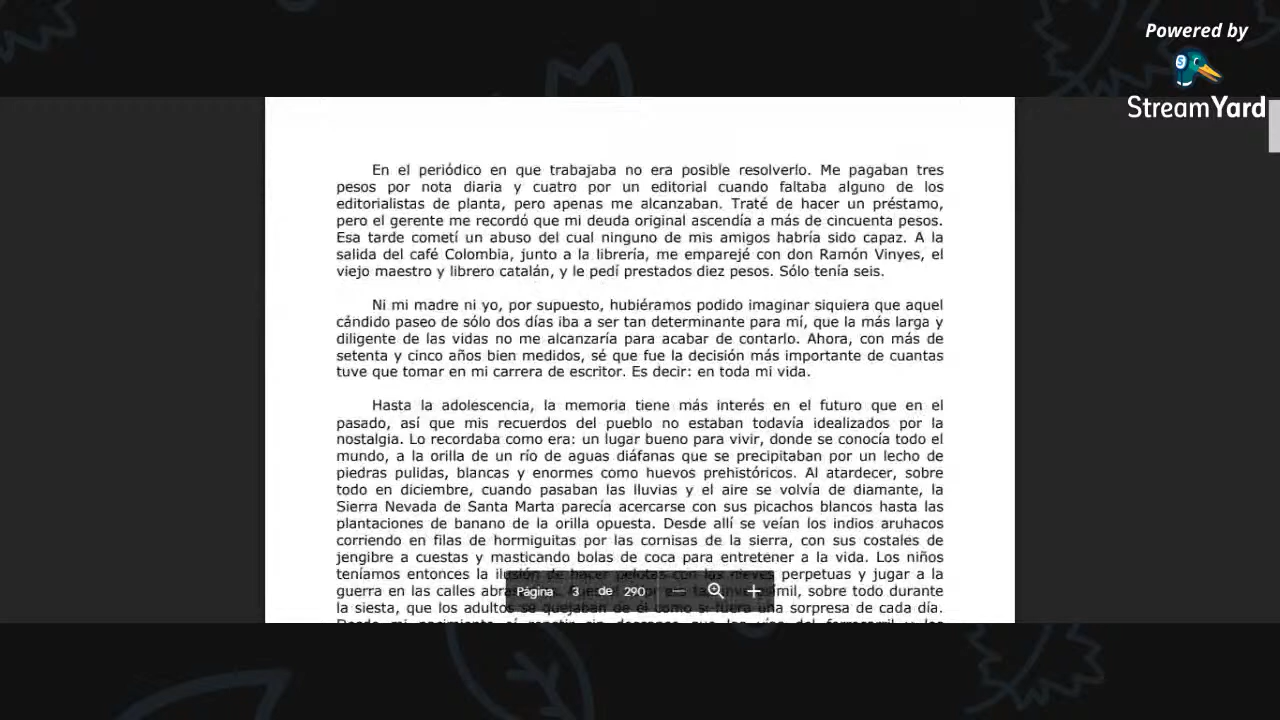 Powered by
StreamYard
En el periódico en que trabajaba no era posible resolverlo. Me pagaban tres
pesos por nota diaria y cuatro por un editorial cuando faltaba alguno de los
editorialistas de planta, pero apenas me alcanzaban. Traté de hacer un préstamo,
pero el gerente me recordó que mi deuda original ascendía a más de cincuenta pesos.
Esa tarde cometí un abuso del cual ninguno de mis amigos habría sido capaz. A la
salida del café Colombia, junto a la librería, me emparejé con don Ramón Vinyes, el
viejo maestro y librero catalán, y le pedí prestados diez pesos. Sólo tenía seis.
Ni mi madre ni yo, por supuesto, hubiéramos podido imaginar siquiera que aquel
cándido paseo de sólo dos días iba a ser tan determinante para mí, que la más larga y
diligente de las vidas no me alcanzaría para acabar de contarlo. Ahora, con más de
setenta y cinco años bien medidos, sé que fue la decisión más importante de cuantas
tuve que tomar en mi carrera de escritor. Es decir: en toda mi vida.
Hasta la adolescencia, la memoria tiene más interés en el futuro que en el
pasado, así que mis recuerdos del pueblo no estaban todavía idealizados por la
nostalgia. Lo recordaba como era: un lugar bueno para vivir, donde se conocía todo el
mundo, a la orilla de un río de aguas diáfanas que se precipitaban por un lecho de
piedras pulidas, blancas y enormes como huevos prehistóricos. Al atardecer, sobre
todo en diciembre, cuando pasaban las lluvias y el aire se volvía de diamante, la
Sierra Nevada de Santa Marta parecía acercarse con sus picachos blancos hasta las
plantaciones de banano de la orilla opuesta. Desde allí se veían los indios aruhacos
corriendo en filas de hormiguitas por las cornisas de la sierra, con sus costales de
jengibre a cuestas y masticando bolas de coca para entretener a la vida. Los niños
teníamos entonces la ilusión de hacer pelotas con las nieves perpetuas y jugar a la
guerra en las calles sobre todo durante
la siesta, que los adultos se quejaban de él como si fuera una sorpresa de cada día.
Página 3 de 290